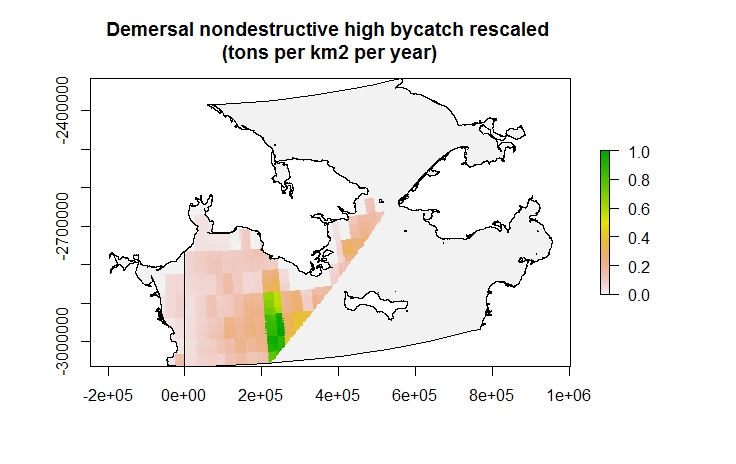 Demersal nondestructive high bycatch rescaled
(tons per km2 per year)
-2400000
-2700000
-3000000
-2e+05
0e+00
2e+05
4e+05
6e+05
8e+05
1e+06
1.0
0.8
0.6
0.4
0.2
0.0